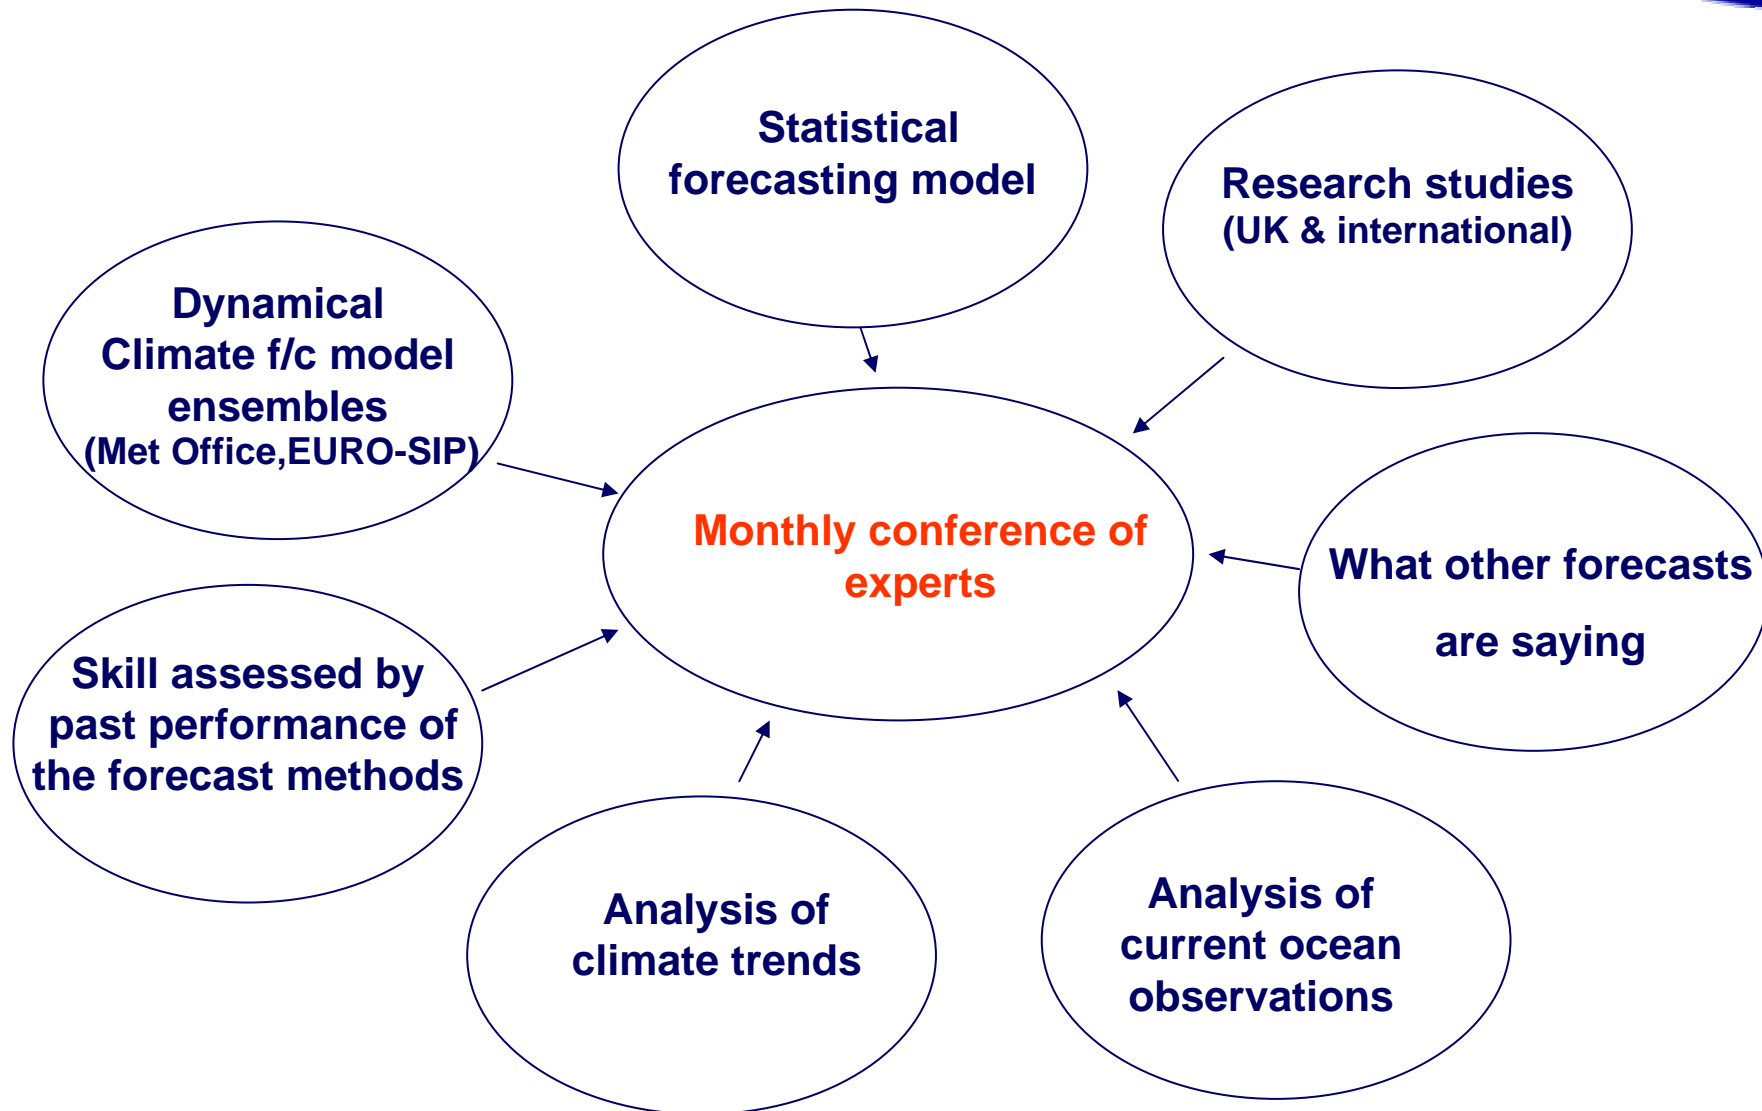 Statistical
forecasting model
Research studies
(UK & international)
Dynamical
Climate f/c model
ensembles
(Met Office,EURO-SIP)
Monthly conference of
experts
What other forecasts
are saying
Skill assessed by
past performance of
the forecast methods
Analysis of
climate trends
Analysis of
current ocean
observations